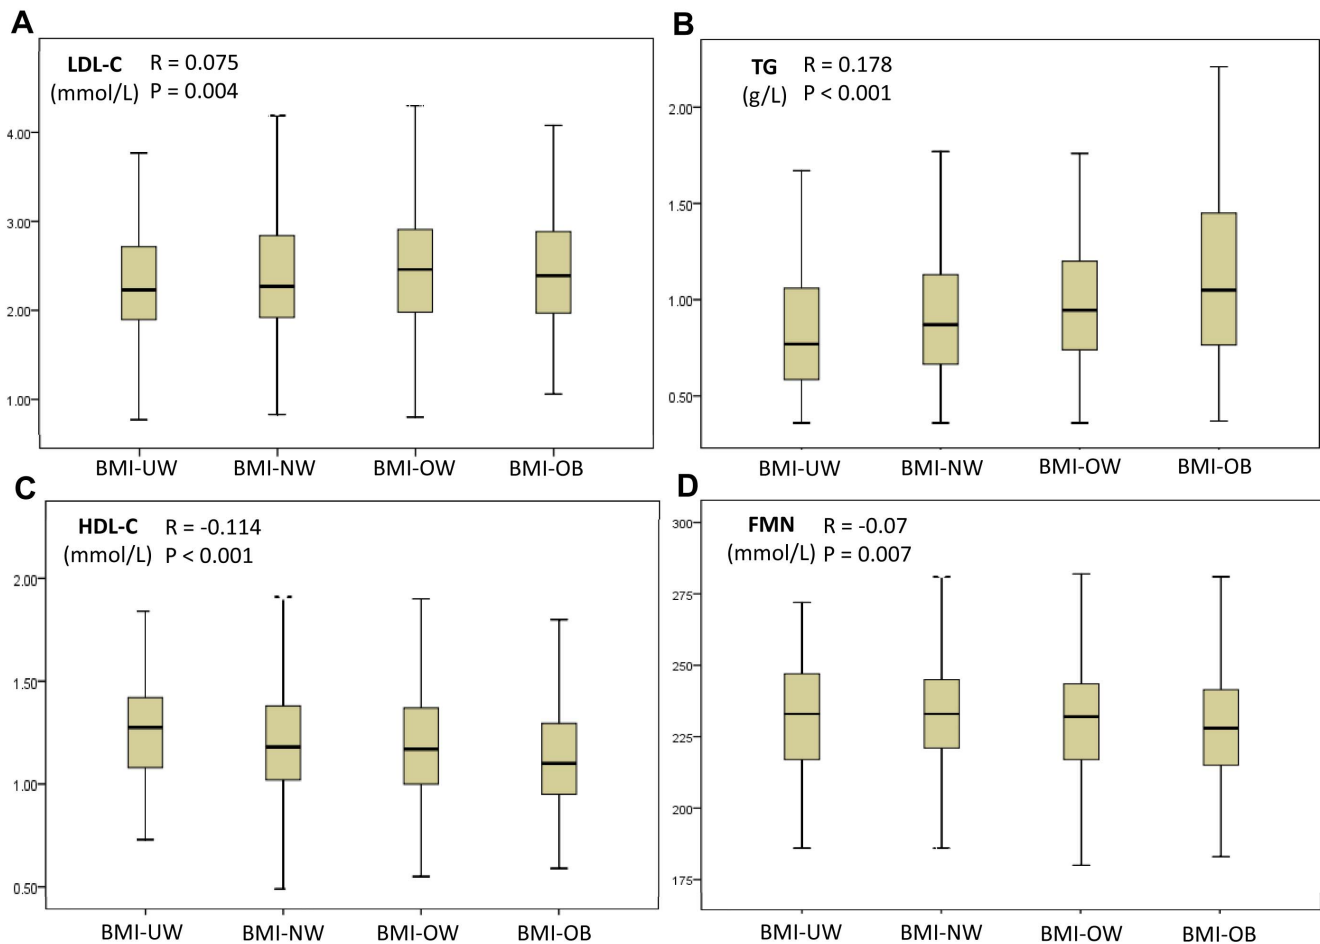 A
LDL-C R = 0.075
(mmol/L) P = 0.004
4.00
3.00
2.00
1.00
BMI-UW BMI-NW BMI-OW BMI-OB
B
TG R = 0.178
(g/L) P < 0.001
2.00
1.50
1.00
0.50
BMI-UW BMI-NW BMI-OW BMI-OB
C
HDL-C R = -0.114
(mmol/L) P < 0.001
2.00
1.50
1.00
0.50
BMI-UW BMI-NW BMI-OW BMI-OB
D
FMN R = -0.07
(mmol/L) P = 0.007
300
275
250
225
200
175
BMI-UW BMI-NW BMI-OW BMI-OB